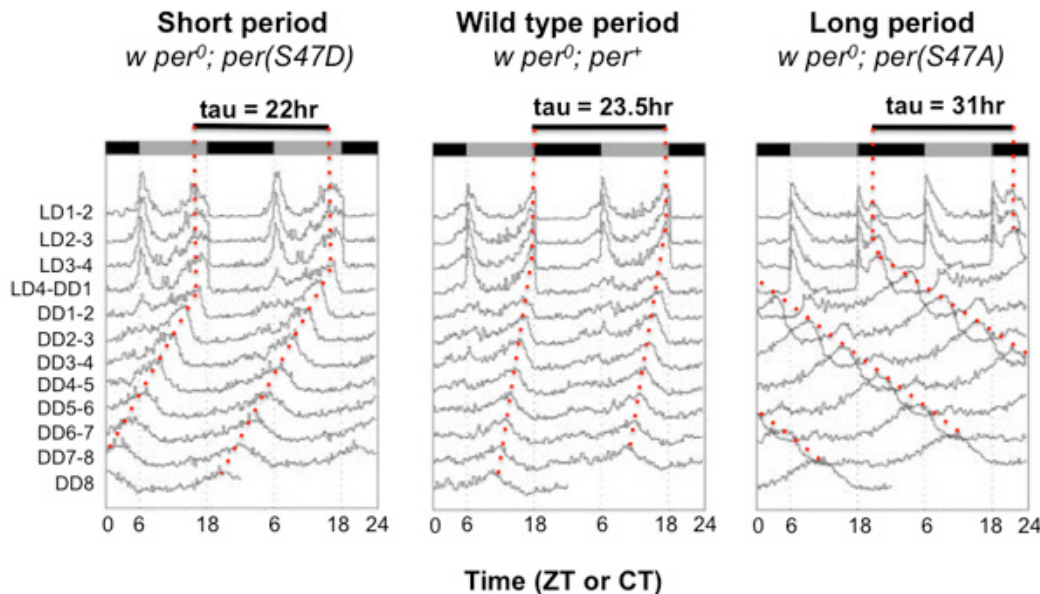 Short period
w per⁰; per(S47D)
Wild type period
w per⁰; per⁺
Long period
w per⁰; per(S47A)
tau = 22hr
tau = 23.5hr
tau = 31hr
LD1-2
LD2-3
LD3-4
LD4-DD1
DD1-2
DD2-3
DD3-4
DD4-5
DD5-6
DD6-7
DD7-8
DD8
0 6 18 6 18 24
0 6 18 6 18 24
0 6 18 6 18 24
Time (ZT or CT)